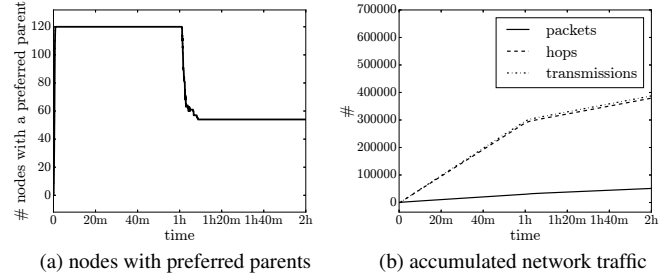 # nodes with a preferred parent
120
100
80
60
40
20
0
0 20m 40m 1h 1h20m 1h40m 2h
time
(a) nodes with preferred parents
#
700000
600000
500000
400000
300000
200000
100000
0
packets
hops
transmissions
0 20m 40m 1h 1h20m 1h40m 2h
time
(b) accumulated network traffic